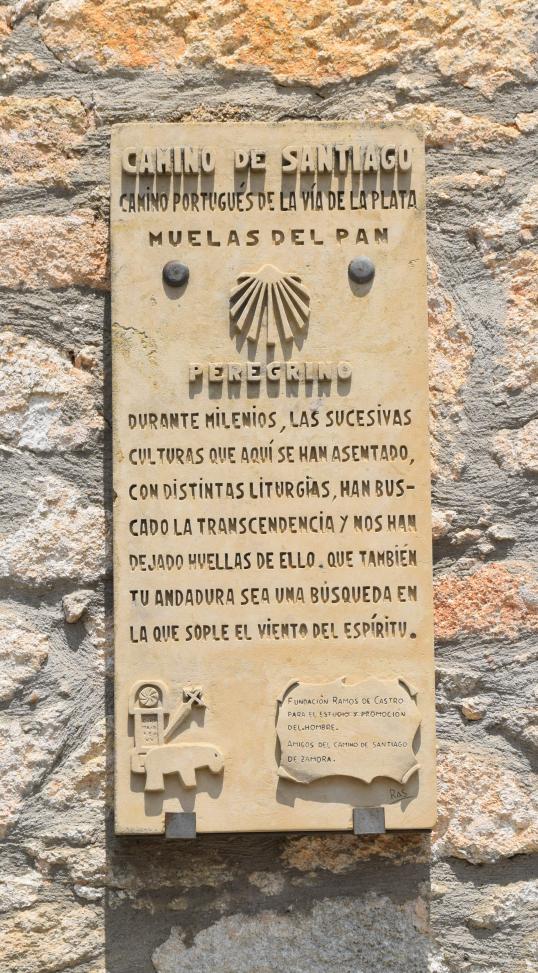 CAMINO DE SANTIAGO
CAMINO PORTUGUÉS DE LA VÍA DE LA PLATA
MUELAS DEL PAN
PEREGRINO
DURANTE MILENIOS, LAS SUCESIVAS
CULTURAS QUE AQUÍ SE HAN ASENTADO,
CON DISTINTAS LITURGIAS, HAN BUS-
CADO LA TRANSCENDENCIA Y NOS HAN
DEJADO HUELLAS DE ELLO. QUE TAMBIÉN
TU ANDADURA SEA UNA BÚSQUEDA EN
LA QUE SOPLE EL VIENTO DEL ESPÍRITU.
FUNDACIÓN RAMOS DE CASTRO
PARA EL ESTUDIO Y PROMOCIÓN
DEL HOMBRE.
AMIGOS DEL CAMINO DE SANTIAGO
DE ZAMORA.
RAS